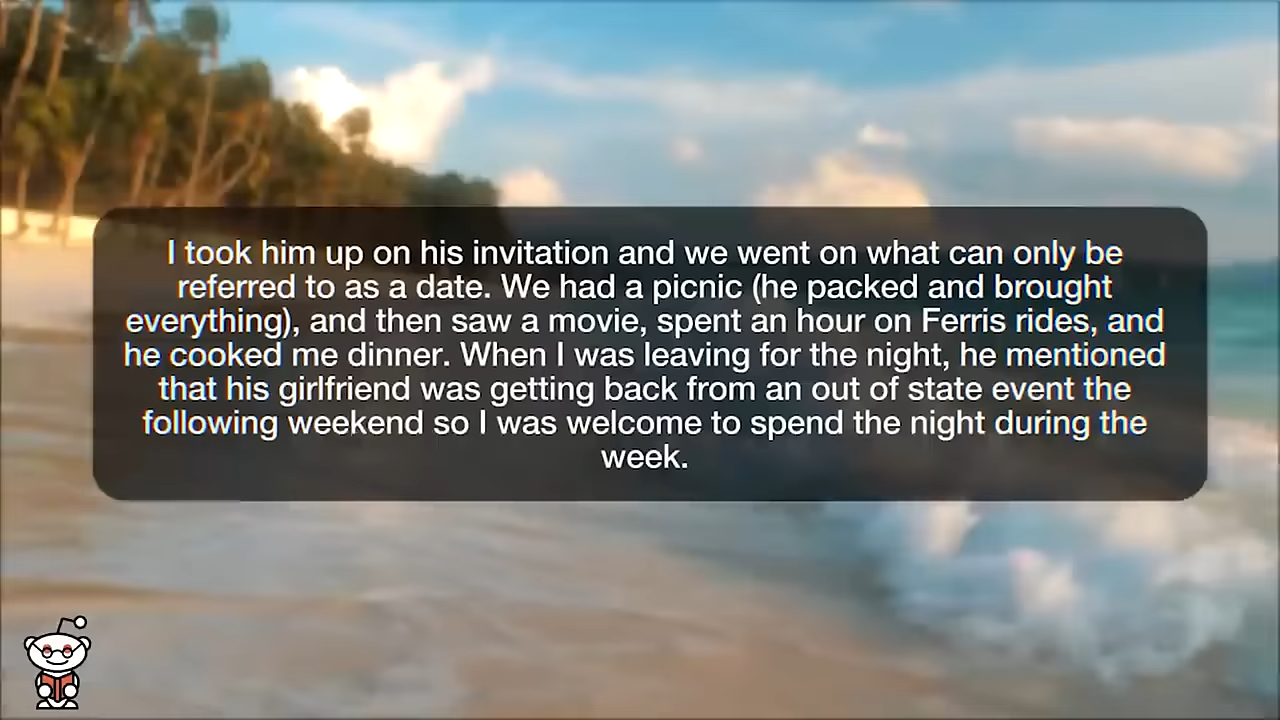 I took him up on his invitation and we went on what can only be
referred to as a date. We had a picnic (he packed and brought
everything), and then saw a movie, spent an hour on Ferris rides, and
he cooked me dinner. When I was leaving for the night, he mentioned
that his girlfriend was getting back from an out of state event the
following weekend so I was welcome to spend the night during the
week.